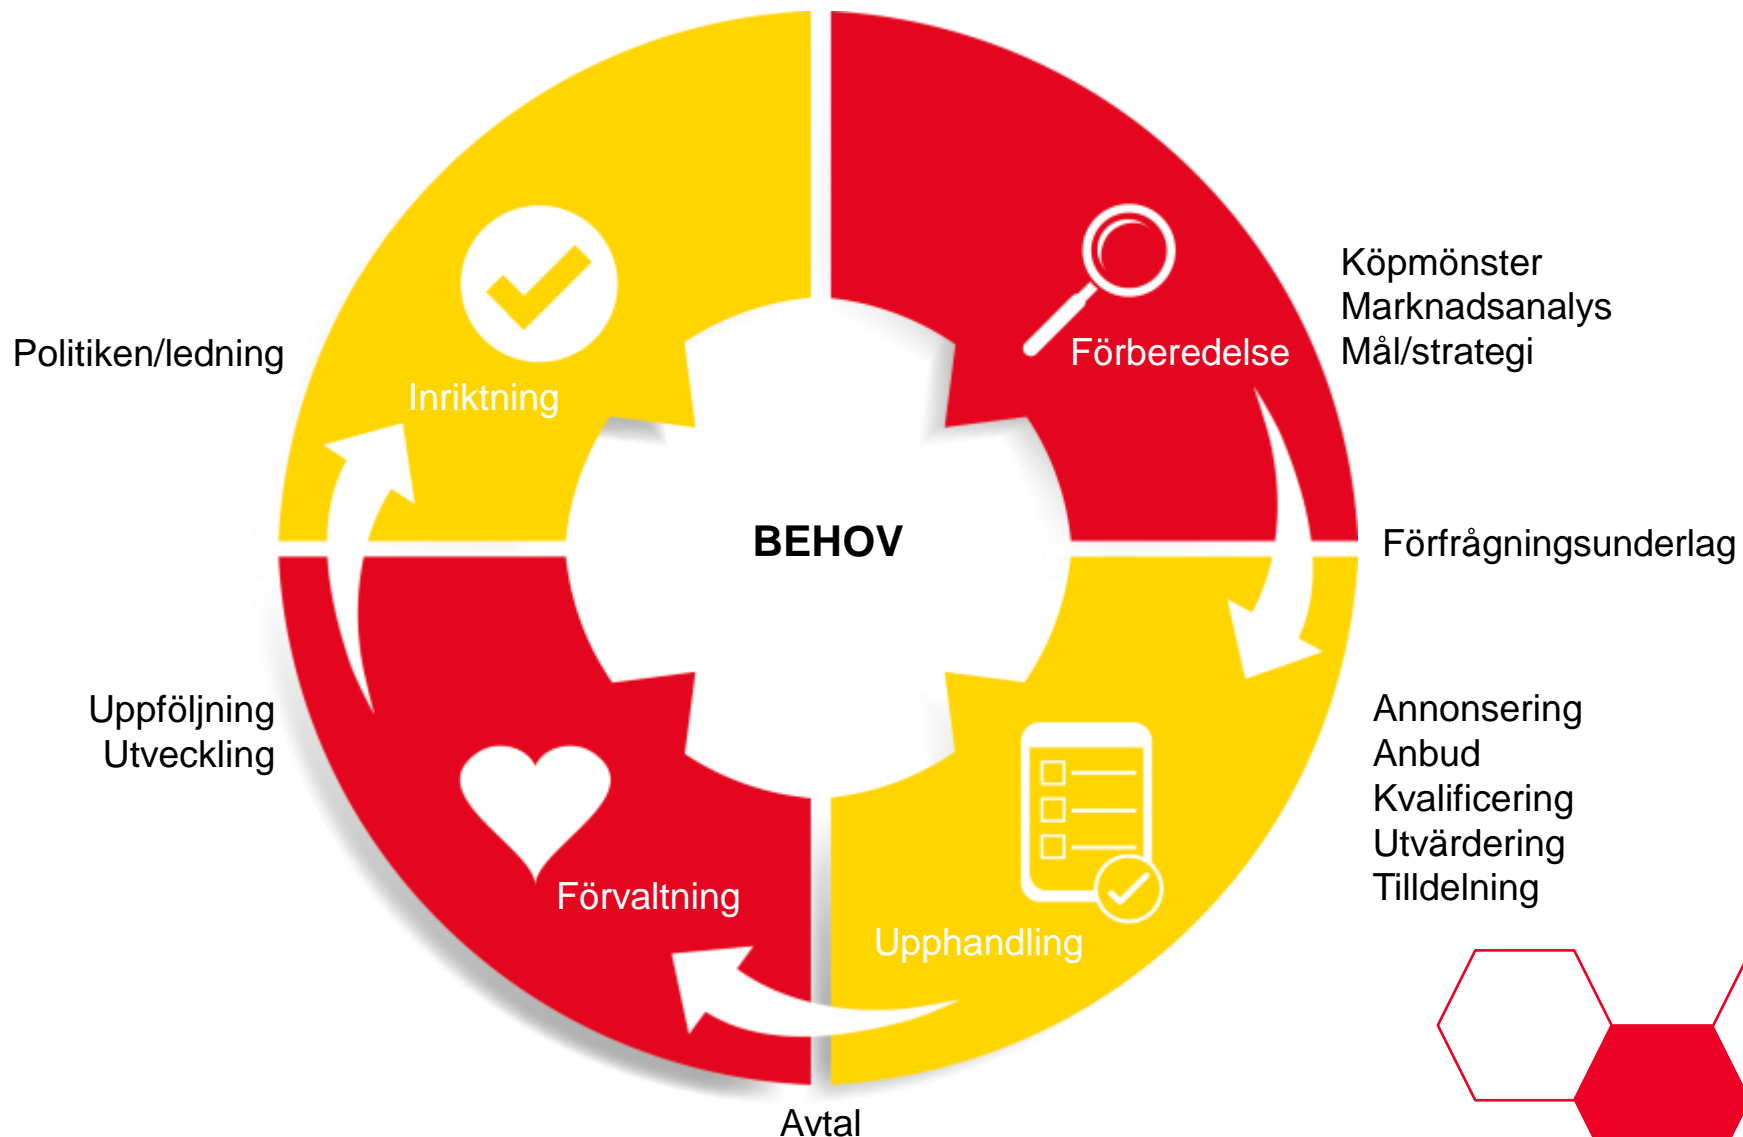 Köpmönster
Marknadsanalys
Mål/strategi
Politiken/ledning
Förberedelse
Inriktning
BEHOV
Förfrågningsunderlag
Uppföljning
Utveckling
Annonsering
Anbud
Kvalificering
Utvärdering
Tilldelning
Förvaltning
Upphandling
Avtal